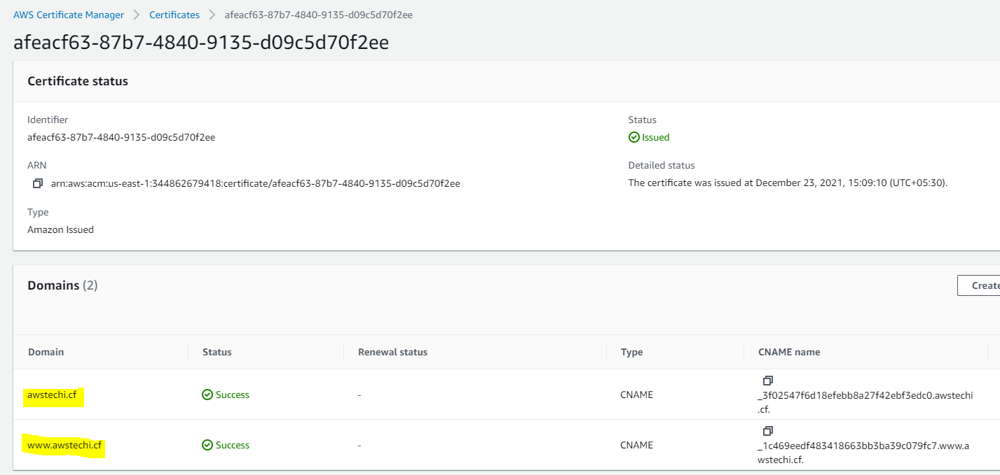 AWS Certificate Manager > Certificates > afeacf63-87b7-4840-9135-d09c5d70f2ee
afeacf63-87b7-4840-9135-d09c5d70f2ee
Certificate status
Identifier
afeacf63-87b7-4840-9135-d09c5d70f2ee
Status
Issued
ARN
arn:aws:acm:us-east-1:344862679418:certificate/afeacf63-87b7-4840-9135-d09c5d70f2ee
Detailed status
The certificate was issued at December 23, 2021, 15:09:10 (UTC+05:30).
Type
Amazon Issued
Domains (2)
Create
Domain Status Renewal status Type CNAME name
awstechi.cf Success - CNAME
_3f02547f6d18efebb8a27f42ebf3edc0.awstechi
.cf.
www.awstechi.cf Success - CNAME
_1c469eedf483418663bb3ba39c079fc7.www.a
wstechi.cf.